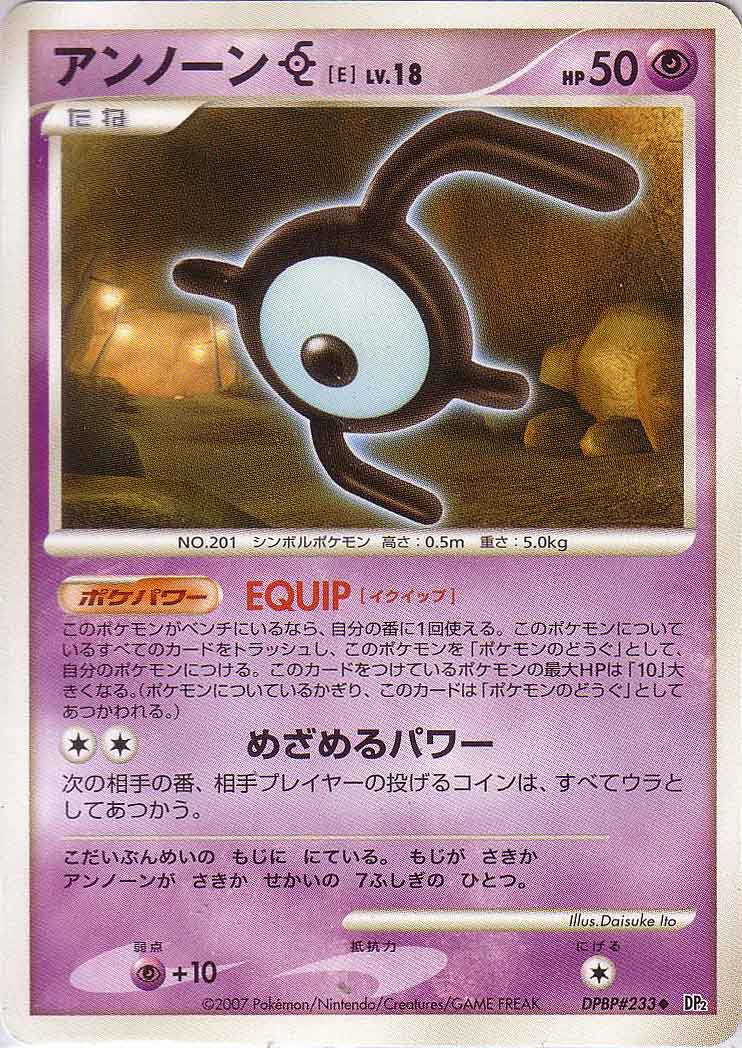 アンノーン [E] LV.18 HP 50
たね
NO.201 シンボルポケモン 高さ:0.5m 重さ:5.0kg
ポケパワー EQUIP [イクイップ]
このポケモンがベンチにいるなら、自分の番に1回使える。このポケモンについて
いるすべてのカードをトラッシュし、このポケモンを「ポケモンのどうぐ」として、
自分のポケモンにつける。このカードをつけているポケモンの最大HPは「10」大
きくなる。(ポケモンについているかぎり、このカードは「ポケモンのどうぐ」として
あつかわれる。)
めざめるパワー
次の相手の番、相手プレイヤーの投げるコインは、すべてウラと
してあつかう。
こだいぶんめいの もじに にている。 もじが さきか
アンノーンが さきか せかいの 7ふしぎの ひとつ。
Illus.Daisuke Ito
弱点 抵抗力 にげる
+10
©2007 Pokémon/Nintendo/Creatures/GAME FREAK DPBP#233◆ DP2